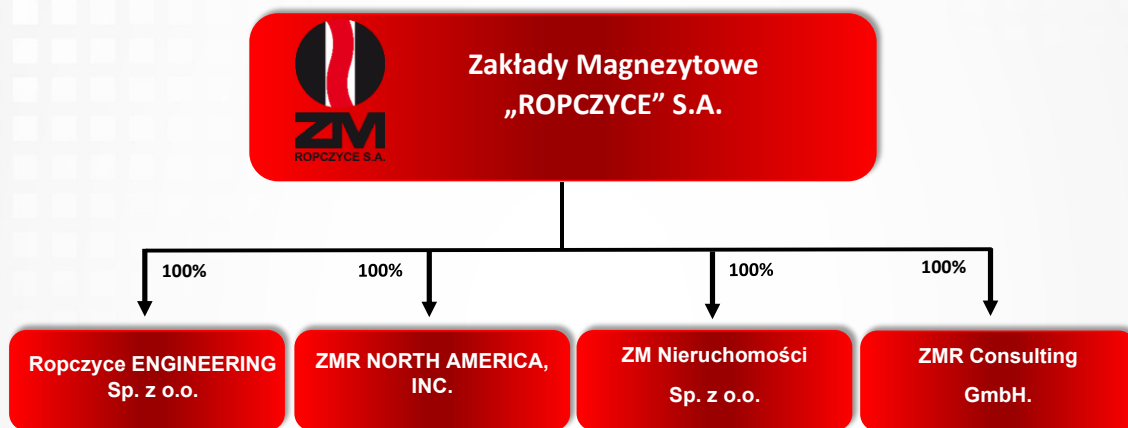 Zakłady Magnezytowe
„ROPCZYCE” S.A.
ZM
ROPCZYCE S.A.
100%
100%
100%
100%
Ropczyce ENGINEERING
Sp. z o.o.
ZMR NORTH AMERICA,
INC.
ZM Nieruchomości
Sp. z o.o.
ZMR Consulting
GmbH.